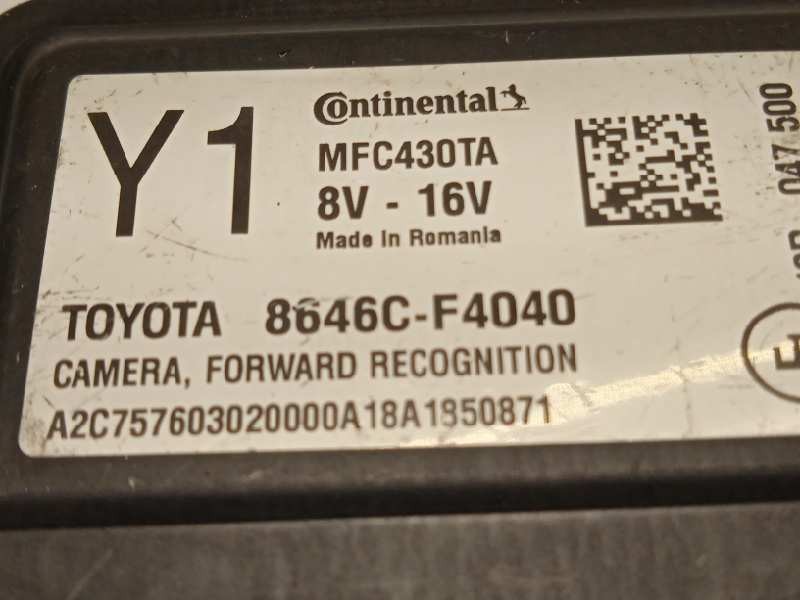 Y1
Continental
MFC430TA
8V - 16V
Made in Romania
TOYOTA 8646C-F4040
CAMERA, FORWARD RECOGNITION
A2C757603020000A18A1850871
047 500
E